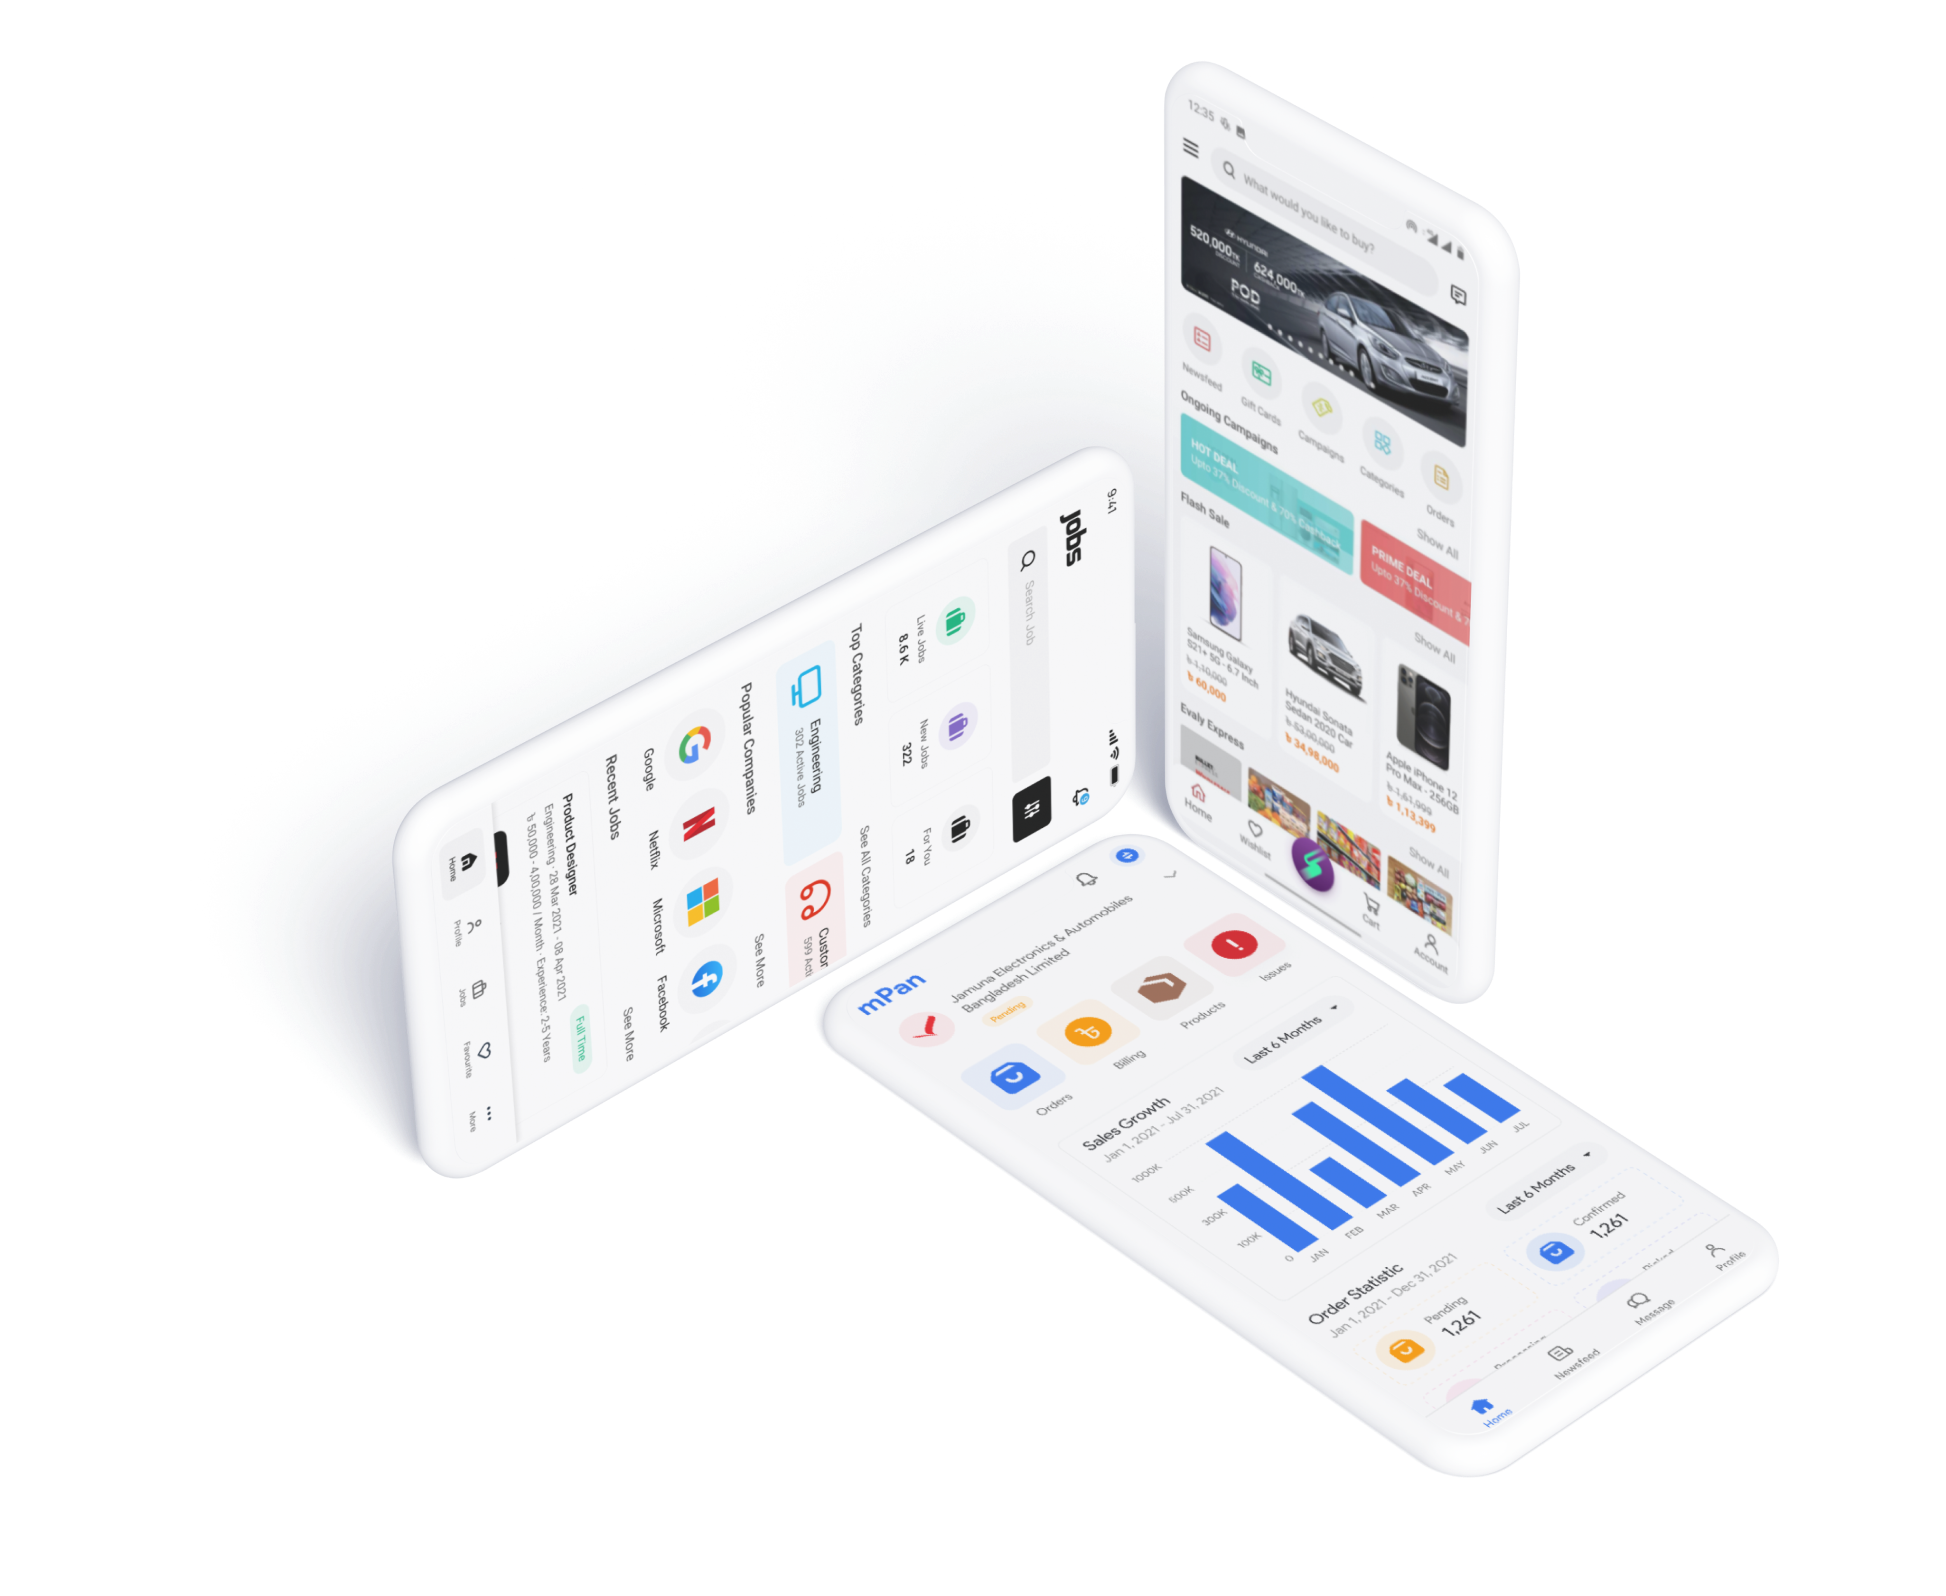 12:35
What would you like to buy?
HYUNDAI
520,000TK
DISCOUNT
624,000TK
CASHBACK
POD
Newsfeed
Gift Cards
Campaigns
Categories
Orders
Ongoing Campaigns
Show All
HOT DEAL
Upto 37% Discount & 70% Cashback
PRIME DEAL
Upto 37% Discount & 7
Flash Sale
Show All
Samsung Galaxy
S21+ 5G - 6.7 Inch
৳ 1,10,000
৳ 60,000
Hyundai Sonata
Sedan 2020 Car
৳ 63,00,000
৳ 34,98,000
Apple iPhone 12
Pro Max - 256GB
৳ 1,61,999
৳ 1,13,399
Evaly Express
Show All
Home
Wishlist
Cart
Account
9:41
jobs
Search Job
Live Jobs
8.6 K
New Jobs
322
For You
18
Top Categories
See All Categories
Engineering
302 Active Jobs
Custor
599 Acti
Popular Companies
See More
Google
Netflix
Microsoft
Facebook
Recent Jobs
See More
Product Designer
Engineering · 28 Mar 2021 - 08 Apr 2021
৳ 50,000 - 4,00,000 / Month · Experience: 2-5 Years
Full Time
Home
Profile
Jobs
Favourite
More
mPan
Jamuna Electronics & Automobiles
Bangladesh Limited
Pending
Orders
Billing
Products
Issues
Sales Growth
Jan 1, 2021 - Jul 31, 2021
Last 6 Months
1000K
600K
300K
100K
0
JAN
FEB
MAR
APR
MAY
JUN
JUL
Order Statistic
Jan 1, 2021 - Dec 31, 2021
Last 6 Months
Pending
1,261
Confirmed
1,261
Home
Newsfeed
Message
Profile